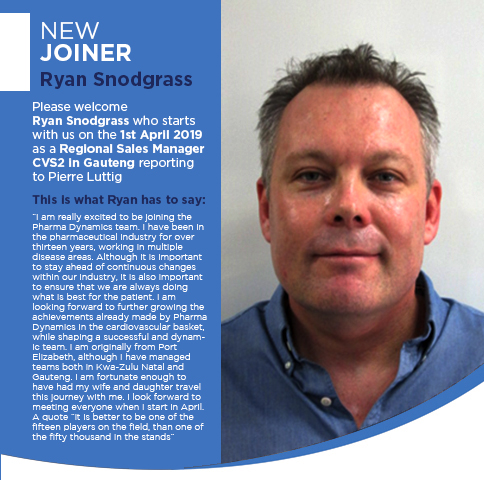 NEW
JOINER
Ryan Snodgrass
Please welcome
Ryan Snodgrass who starts
with us on the 1st April 2019
as a Regional Sales Manager
CVS2 in Gauteng reporting
to Pierre Luttig
This is what Ryan has to say:
"I am really excited to be joining the
Pharma Dynamics team. I have been in
the pharmaceutical industry for over
thirteen years, working in multiple
disease areas. Although it is important
to stay ahead of continuous changes
within our industry, it is also important
to ensure that we are always doing
what is best for the patient. I am
looking forward to further growing the
achievements already made by Pharma
Dynamics in the cardiovascular basket,
while shaping a successful and dynam-
ic team. I am originally from Port
Elizabeth, although I have managed
teams both in Kwa-Zulu Natal and
Gauteng. I am fortunate enough to
have had my wife and daughter travel
this journey with me. I look forward to
meeting everyone when I start in April.
A quote "It is better to be one of the
fifteen players on the field, than one of
the fifty thousand in the stands"